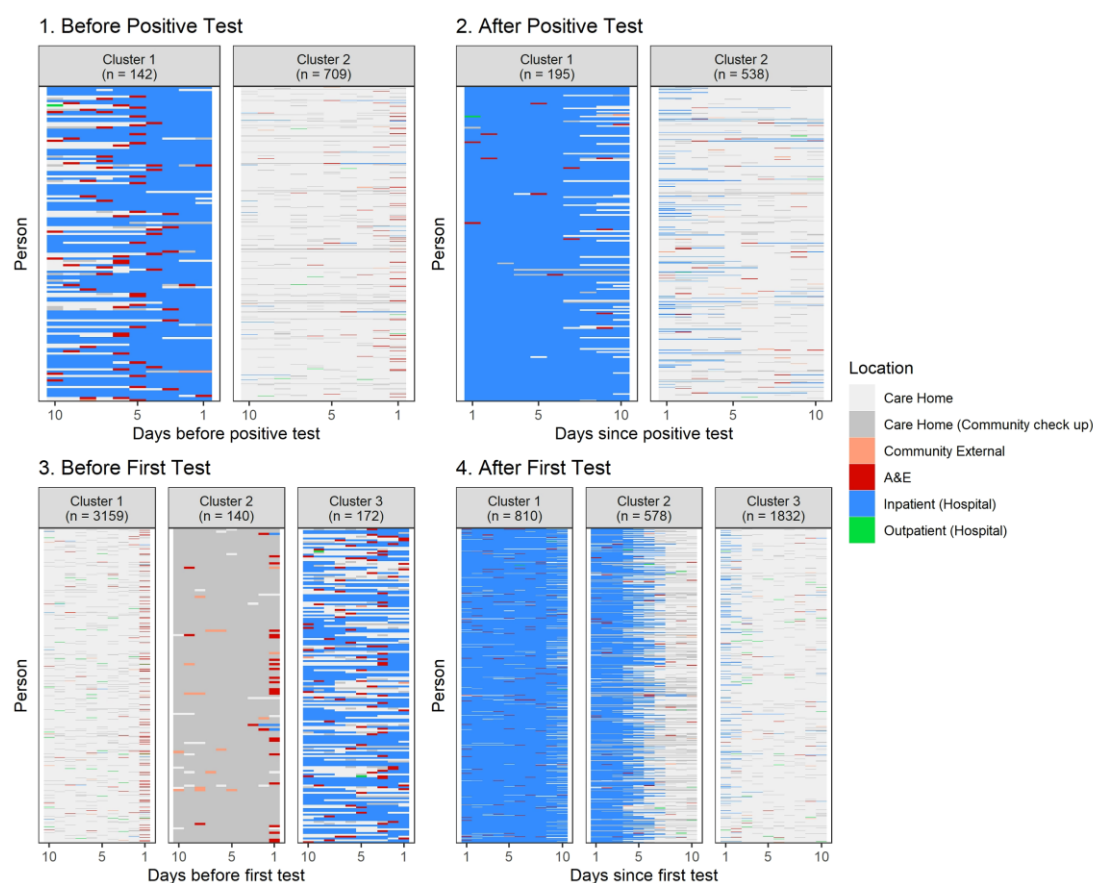 1. Before Positive Test
Cluster 1
(n = 142)
Cluster 2
(n = 709)
Person
10
5
1
10
5
1
Days before positive test
2. After Positive Test
Cluster 1
(n = 195)
Cluster 2
(n = 538)
Person
1
5
10
1
5
10
Days since positive test
3. Before First Test
Cluster 1
(n = 3159)
Cluster 2
(n = 140)
Cluster 3
(n = 172)
Person
10
5
1
10
5
1
10
5
1
Days before first test
4. After First Test
Cluster 1
(n = 810)
Cluster 2
(n = 578)
Cluster 3
(n = 1832)
Person
1
5
10
1
5
10
1
5
10
Days since first test
Location
Care Home
Care Home (Community check up)
Community External
A&E
Inpatient (Hospital)
Outpatient (Hospital)